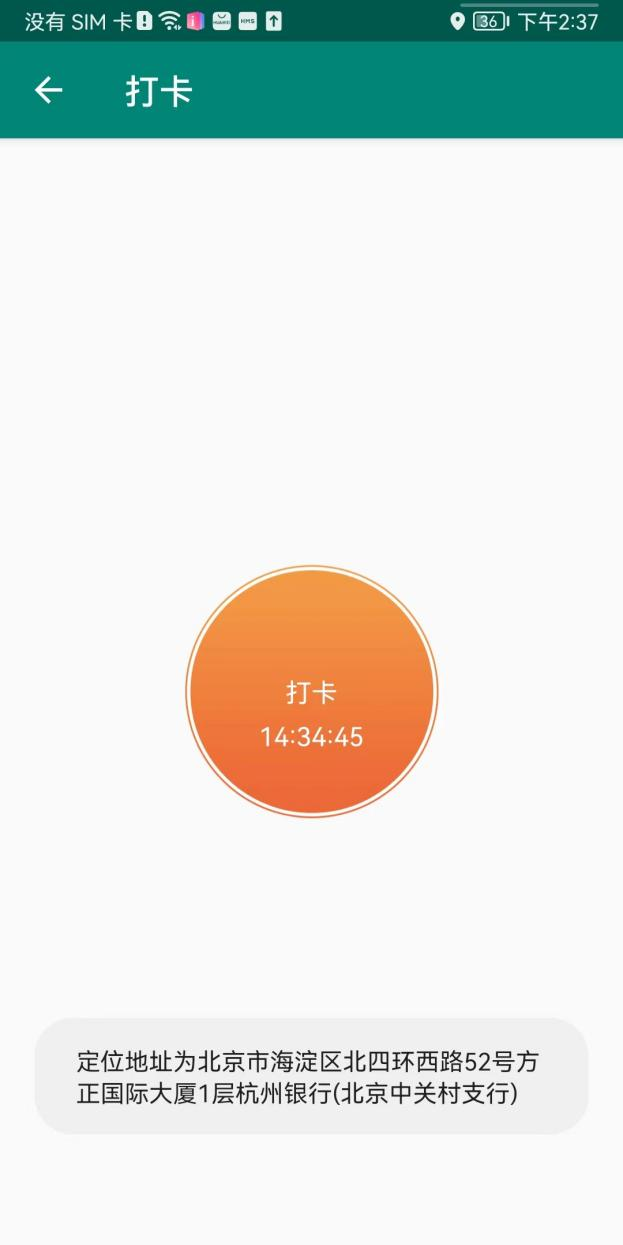 没有 SIM 卡 36 下午2:37
打卡
打卡
14:34:45
定位地址为北京市海淀区北四环西路52号方
正国际大厦1层杭州银行(北京中关村支行)